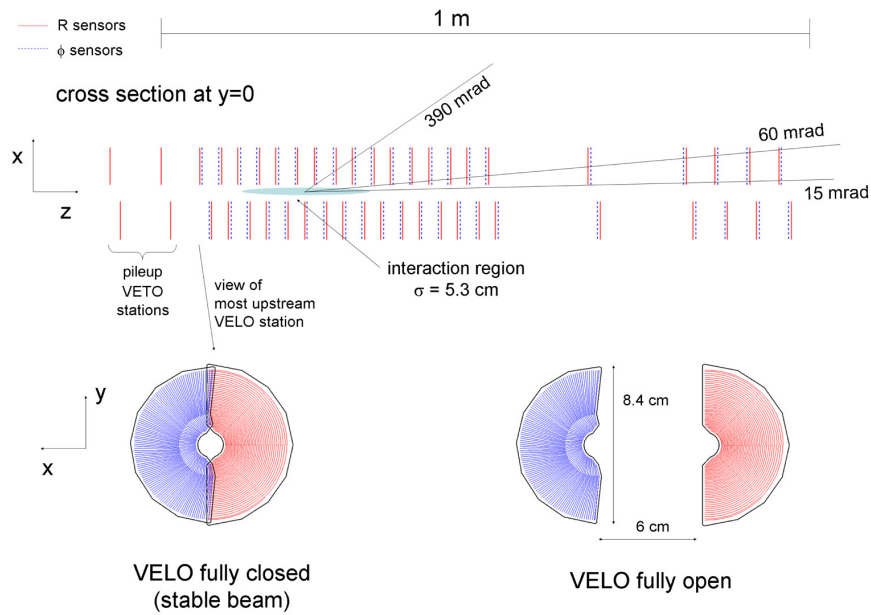 R sensors
ϕ sensors
1 m
cross section at y=0
390 mrad
60 mrad
15 mrad
x
z
interaction region
σ = 5.3 cm
pileup
VETO
stations
view of
most upstream
VELO station
y
x
8.4 cm
6 cm
VELO fully closed
(stable beam)
VELO fully open